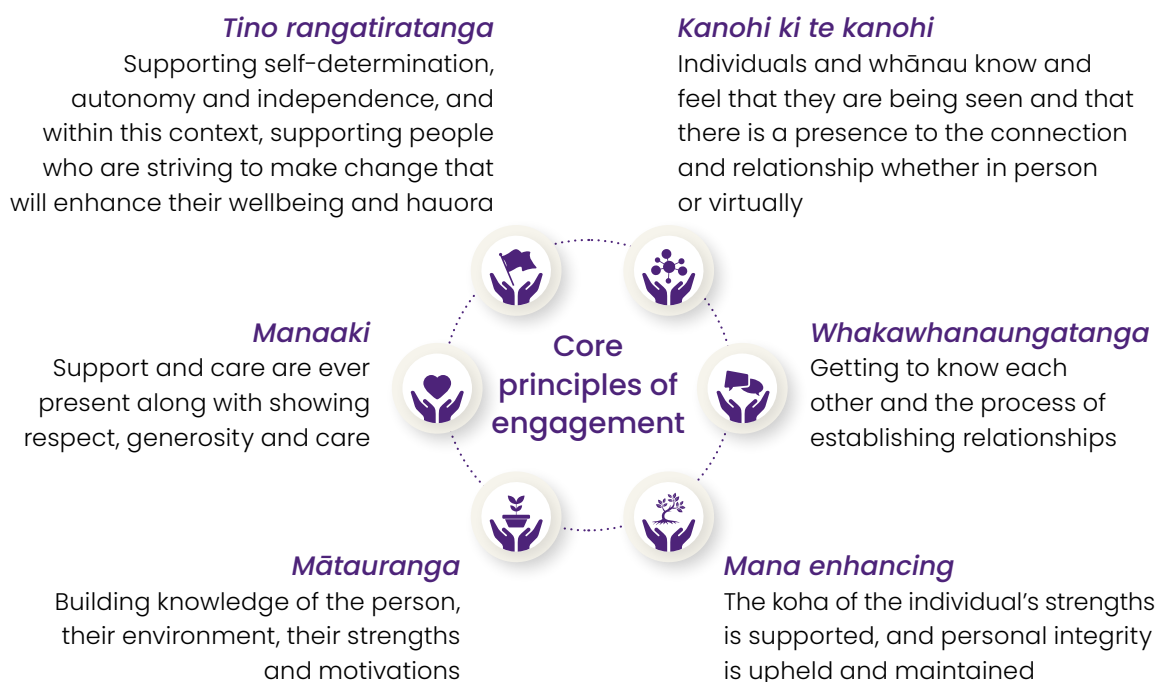 Tino rangatiratanga
Supporting self-determination,
autonomy and independence, and
within this context, supporting people
who are striving to make change that
will enhance their wellbeing and hauora
Kanohi ki te kanohi
Individuals and whānau know and
feel that they are being seen and that
there is a presence to the connection
and relationship whether in person
or virtually
Manaaki
Support and care are ever
present along with showing
respect, generosity and care
Core
principles of
engagement
Whakawhanaungatanga
Getting to know each
other and the process of
establishing relationships
Mātauranga
Building knowledge of the person,
their environment, their strengths
and motivations
Mana enhancing
The koha of the individual’s strengths
is supported, and personal integrity
is upheld and maintained